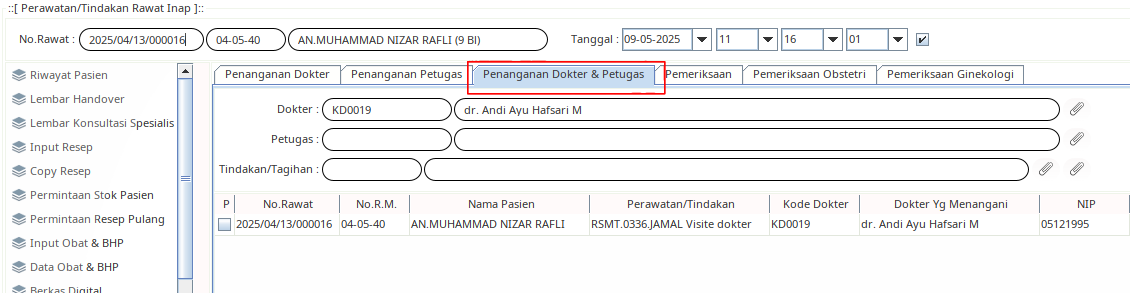 ::[ Perawatan/Tindakan Rawat Inap ]::
No.Rawat : 2025/04/13/000016 04-05-40 AN.MUHAMMAD NIZAR RAFLI (9 Bl) Tanggal : 09-05-2025 11 16 01
Riwayat Pasien
Lembar Handover
Lembar Konsultasi Spesialis
Input Resep
Copy Resep
Permintaan Stok Pasien
Permintaan Resep Pulang
Input Obat & BHP
Data Obat & BHP
Berkas Digital
Penanganan Dokter Penanganan Petugas Penanganan Dokter & Petugas Pemeriksaan Pemeriksaan Obstetri Pemeriksaan Ginekologi
Dokter : KD0019 dr. Andi Ayu Hafsari M
Petugas :
Tindakan/Tagihan :
P No.Rawat No.R.M. Nama Pasien Perawatan/Tindakan Kode Dokter Dokter Yg Menangani NIP
2025/04/13/000016 04-05-40 AN.MUHAMMAD NIZAR RAFLI RSMT.0336.JAMAL Visite dokter KD0019 dr. Andi Ayu Hafsari M 05121995